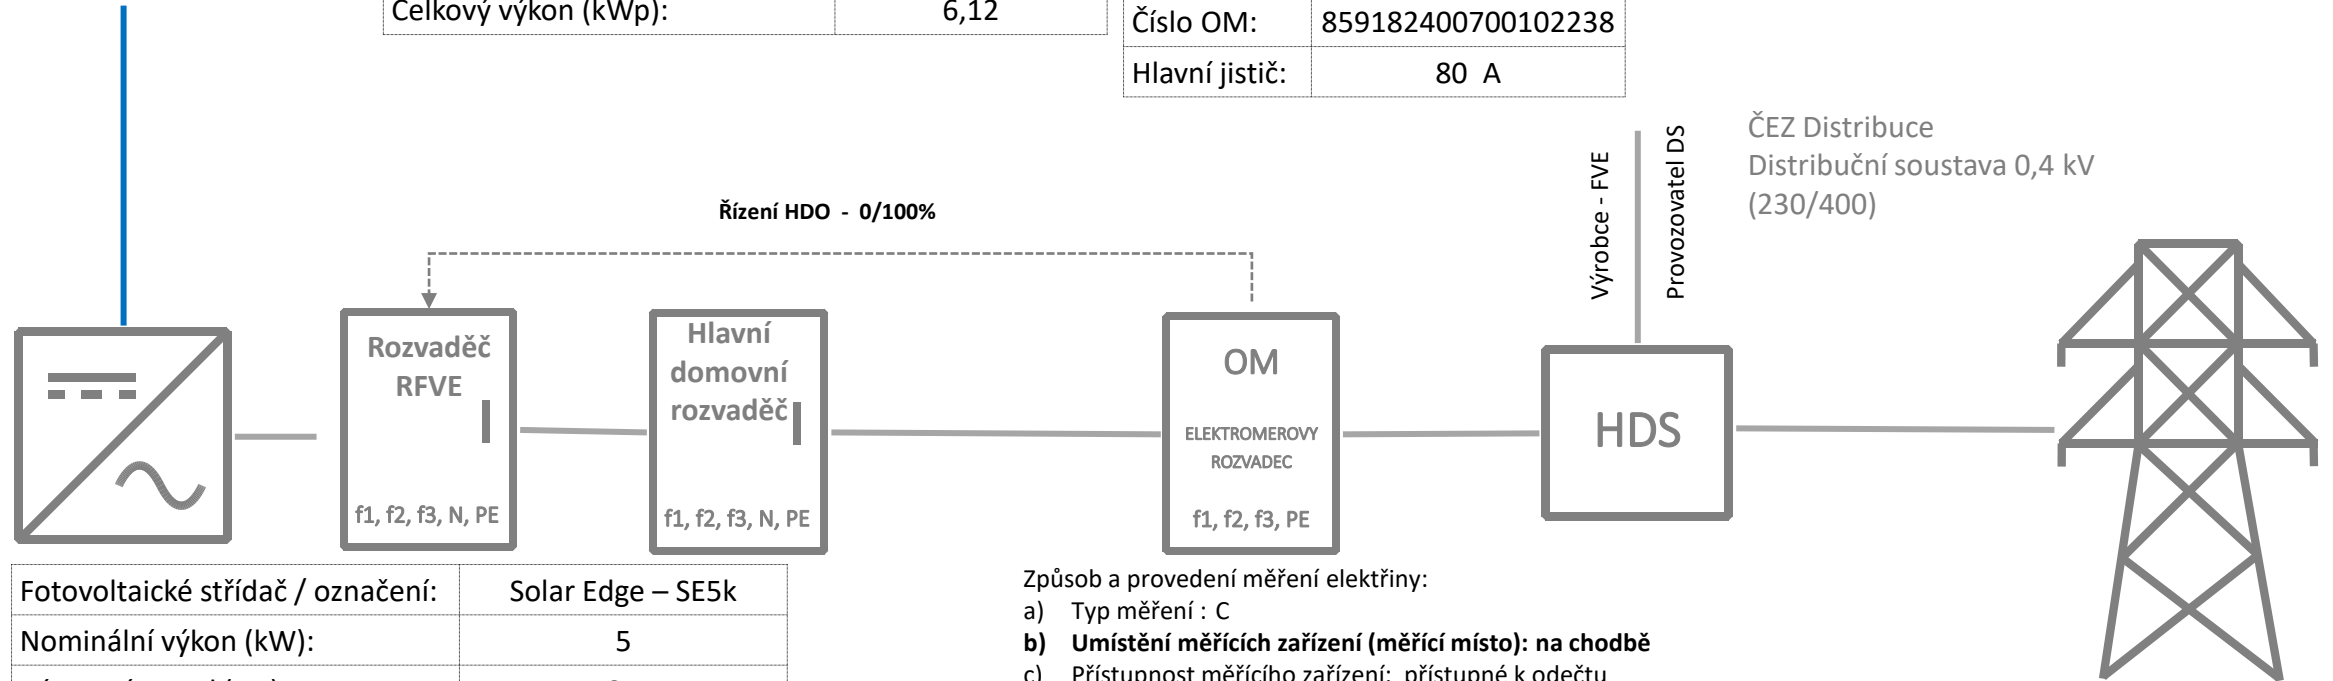 Celkový výkon (kWp): 6,12
Číslo OM: 859182400700102238
Hlavní jistič: 80 A
ČEZ Distribuce
Distribuční soustava 0,4 kV
(230/400)
Výrobce - FVE
Provozovatel DS
Řízení HDO - 0/100%
Rozvaděč
RFVE
f1, f2, f3, N, PE
Hlavní
domovní
rozvaděč
f1, f2, f3, N, PE
OM
ELEKTROMEROVY
ROZVADEC
f1, f2, f3, PE
HDS
Fotovoltaické střídač / označení: Solar Edge – SE5k
Nominální výkon (kW): 5
Způsob a provedení měření elektřiny:
a) Typ měření : C
b) Umístění měřících zařízení (měřící místo): na chodbě
c) Přístupnost měřícího zařízení: přístupné k odečtu